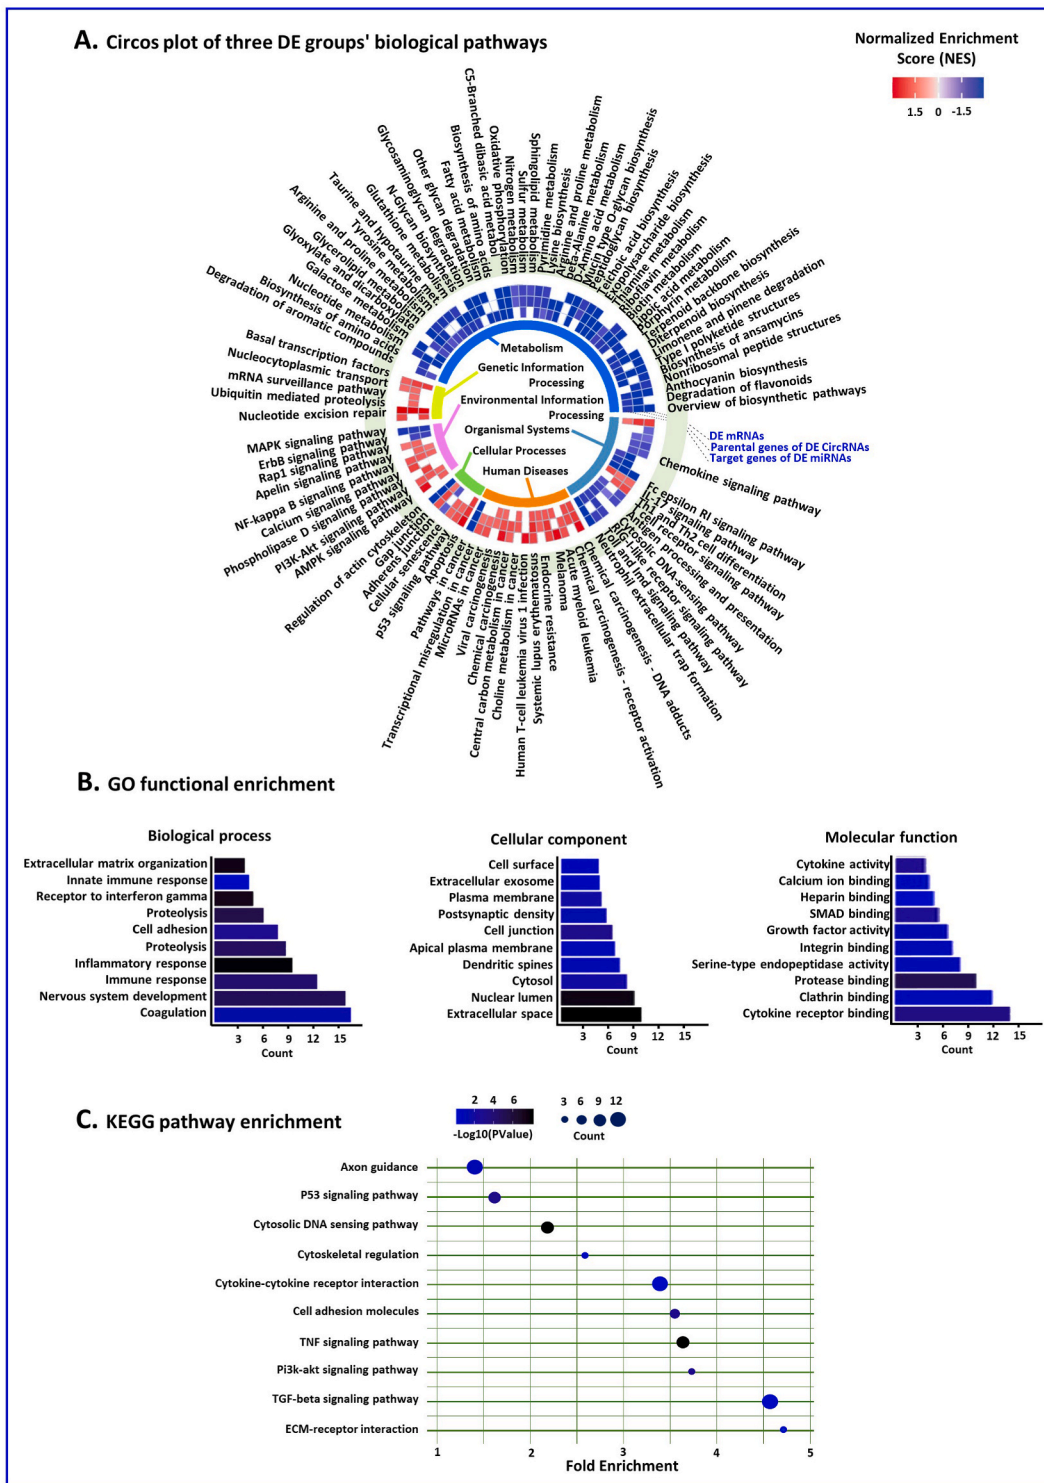 A. Circos plot of three DE groups' biological pathways
Normalized Enrichment
Score (NES)
1.5 0 -1.5
C5-Branched dibasic acid metabol
Oxidative phosphorylation
Nitrogen metabolism
Sulfur metabolism
Sphingolipid metabolism
Pyrimidine metabolism
Lysine biosynthesis
Arginine and proline metabolism
beta-Alanine metabolism
D-Amino acid metabolism
Mucin type O-glycan biosynthesis
Peptidoglycan biosynthesis
Teichoic acid biosynthesis
Lipopolysaccharide biosynthesis
Thiamine metabolism
Riboflavin metabolism
Biotin metabolism
Lipoic acid metabolism
Porphyrin metabolism
Terpenoid backbone biosynthesis
Diterpenoid biosynthesis
Limonene and pinene degradation
Type I polyketide structures
Biosynthesis of ansamycins
Nonribosomal peptide structures
Anthocyanin biosynthesis
Degradation of flavonoids
Overview of biosynthetic pathways
Biosynthesis of amino acids
Fatty acid metabolism
Other glycan degradation
Glycosaminoglycan degradation
N-Glycan biosynthesis
Glutathione metabolism
Taurine and hypotaurine met.
Tyrosine metabolism
Arginine and proline metabolism
Glycerolipid metabolism
Glyoxylate and dicarboxylate
Galactose metabolism
Nucleotide metabolism
Biosynthesis of amino acids
Degradation of aromatic compounds
Basal transcription factors
Nucleocytoplasmic transport
mRNA surveillance pathway
Ubiquitin mediated proteolysis
Nucleotide excision repair
MAPK signaling pathway
ErbB signaling pathway
Rap1 signaling pathway
Apelin signaling pathway
NF-kappa B signaling pathway
Calcium signaling pathway
Phospholipase D signaling pathway
PI3K-Akt signaling pathway
AMPK signaling pathway
Regulation of actin cytoskeleton
Gap junction
Adherens junction
Cellular senescence
p53 signaling pathway
Apoptosis
Pathways in cancer
Transcriptional misregulation in cancer
MicroRNAs in cancer
Viral carcinogenesis
Chemical carcinogenesis
Central carbon metabolism in cancer
Choline metabolism in cancer
Human T-cell leukemia virus 1 infection
Systemic lupus erythematosus
Endocrine resistance
Melanoma
Acute myeloid leukemia
Chemical carcinogenesis - receptor activation
Chemical carcinogenesis - DNA adducts
Neutrophil extracellular trap formation
Toll and Imd signaling pathway
NOD-like receptor signaling pathway
Cytosolic DNA-sensing pathway
Antigen processing and presentation
T cell receptor signaling pathway
Th1 and Th2 cell differentiation
IL-17 signaling pathway
Fc epsilon RI signaling pathway
Chemokine signaling pathway
Metabolism
Genetic Information
Processing
Environmental Information
Processing
Organismal Systems
Cellular Processes
Human Diseases
DE mRNAs
Parental genes of DE CircRNAs
Target genes of DE miRNAs
B. GO functional enrichment
Biological process
Extracellular matrix organization
Innate immune response
Receptor to interferon gamma
Proteolysis
Cell adhesion
Proteolysis
Inflammatory response
Immune response
Nervous system development
Coagulation
3 6 9 12 15
Count
Cellular component
Cell surface
Extracellular exosome
Plasma membrane
Postsynaptic density
Cell junction
Apical plasma membrane
Dendritic spines
Cytosol
Nuclear lumen
Extracellular space
3 6 9 12 15
Count
Molecular function
Cytokine activity
Calcium ion binding
Heparin binding
SMAD binding
Growth factor activity
Integrin binding
Serine-type endopeptidase activity
Protease binding
Clathrin binding
Cytokine receptor binding
3 6 9 12 15
Count
C. KEGG pathway enrichment
2 4 6
-Log10(PValue)
3 6 9 12
Count
Axon guidance
P53 signaling pathway
Cytosolic DNA sensing pathway
Cytoskeletal regulation
Cytokine-cytokine receptor interaction
Cell adhesion molecules
TNF signaling pathway
Pi3k-akt signaling pathway
TGF-beta signaling pathway
ECM-receptor interaction
1 2 3 4 5
Fold Enrichment